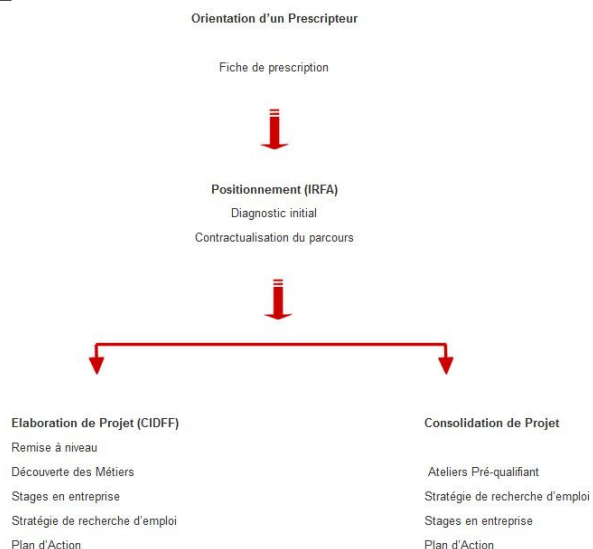 Orientation d’un Prescripteur
Fiche de prescription
Positionnement (IRFA)
Diagnostic initial
Contractualisation du parcours
Elaboration de Projet (CIDFF)
Remise à niveau
Découverte des Métiers
Stages en entreprise
Stratégie de recherche d’emploi
Plan d’Action
Consolidation de Projet
Ateliers Pré-qualifiant
Stratégie de recherche d’emploi
Stages en entreprise
Plan d’Action